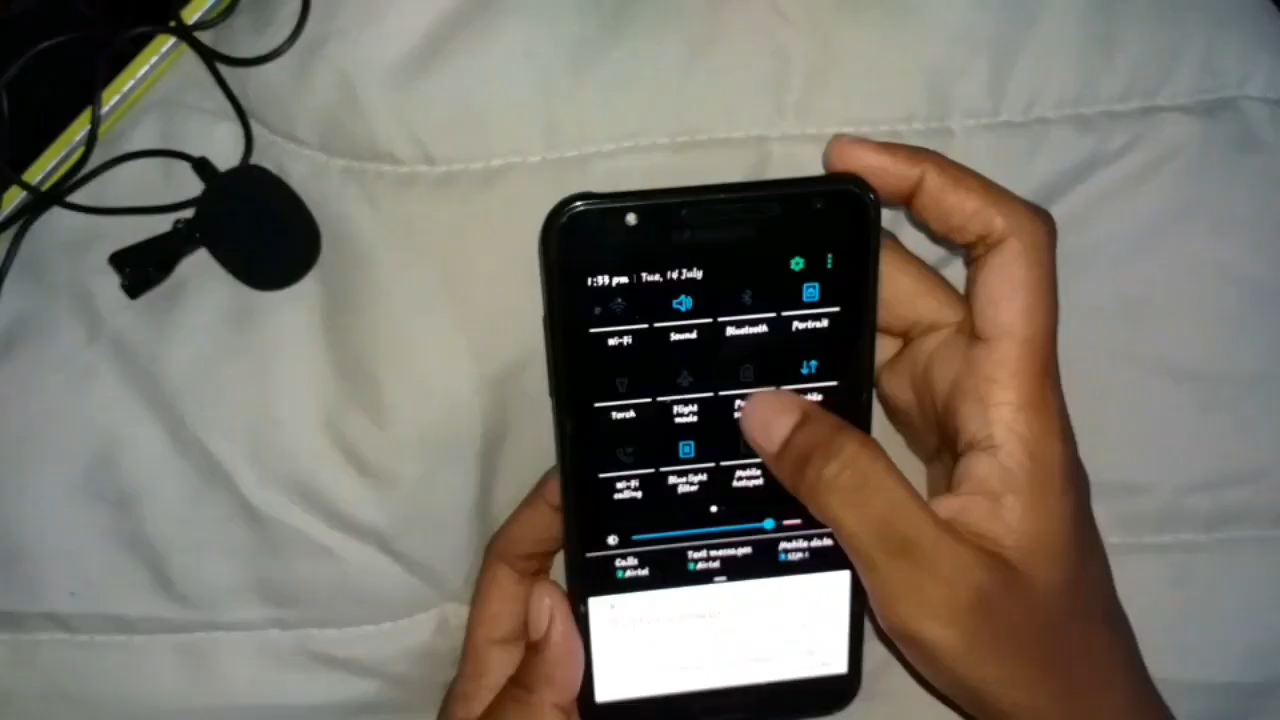 1:33 pm | Tue, 14 July
Wi-Fi Sound Bluetooth Portrait
Torch Flight mode
Wi-Fi calling Blue light filter Mobile hotspot
Calls Text messages Mobile data
Airtel Airtel SIM 1